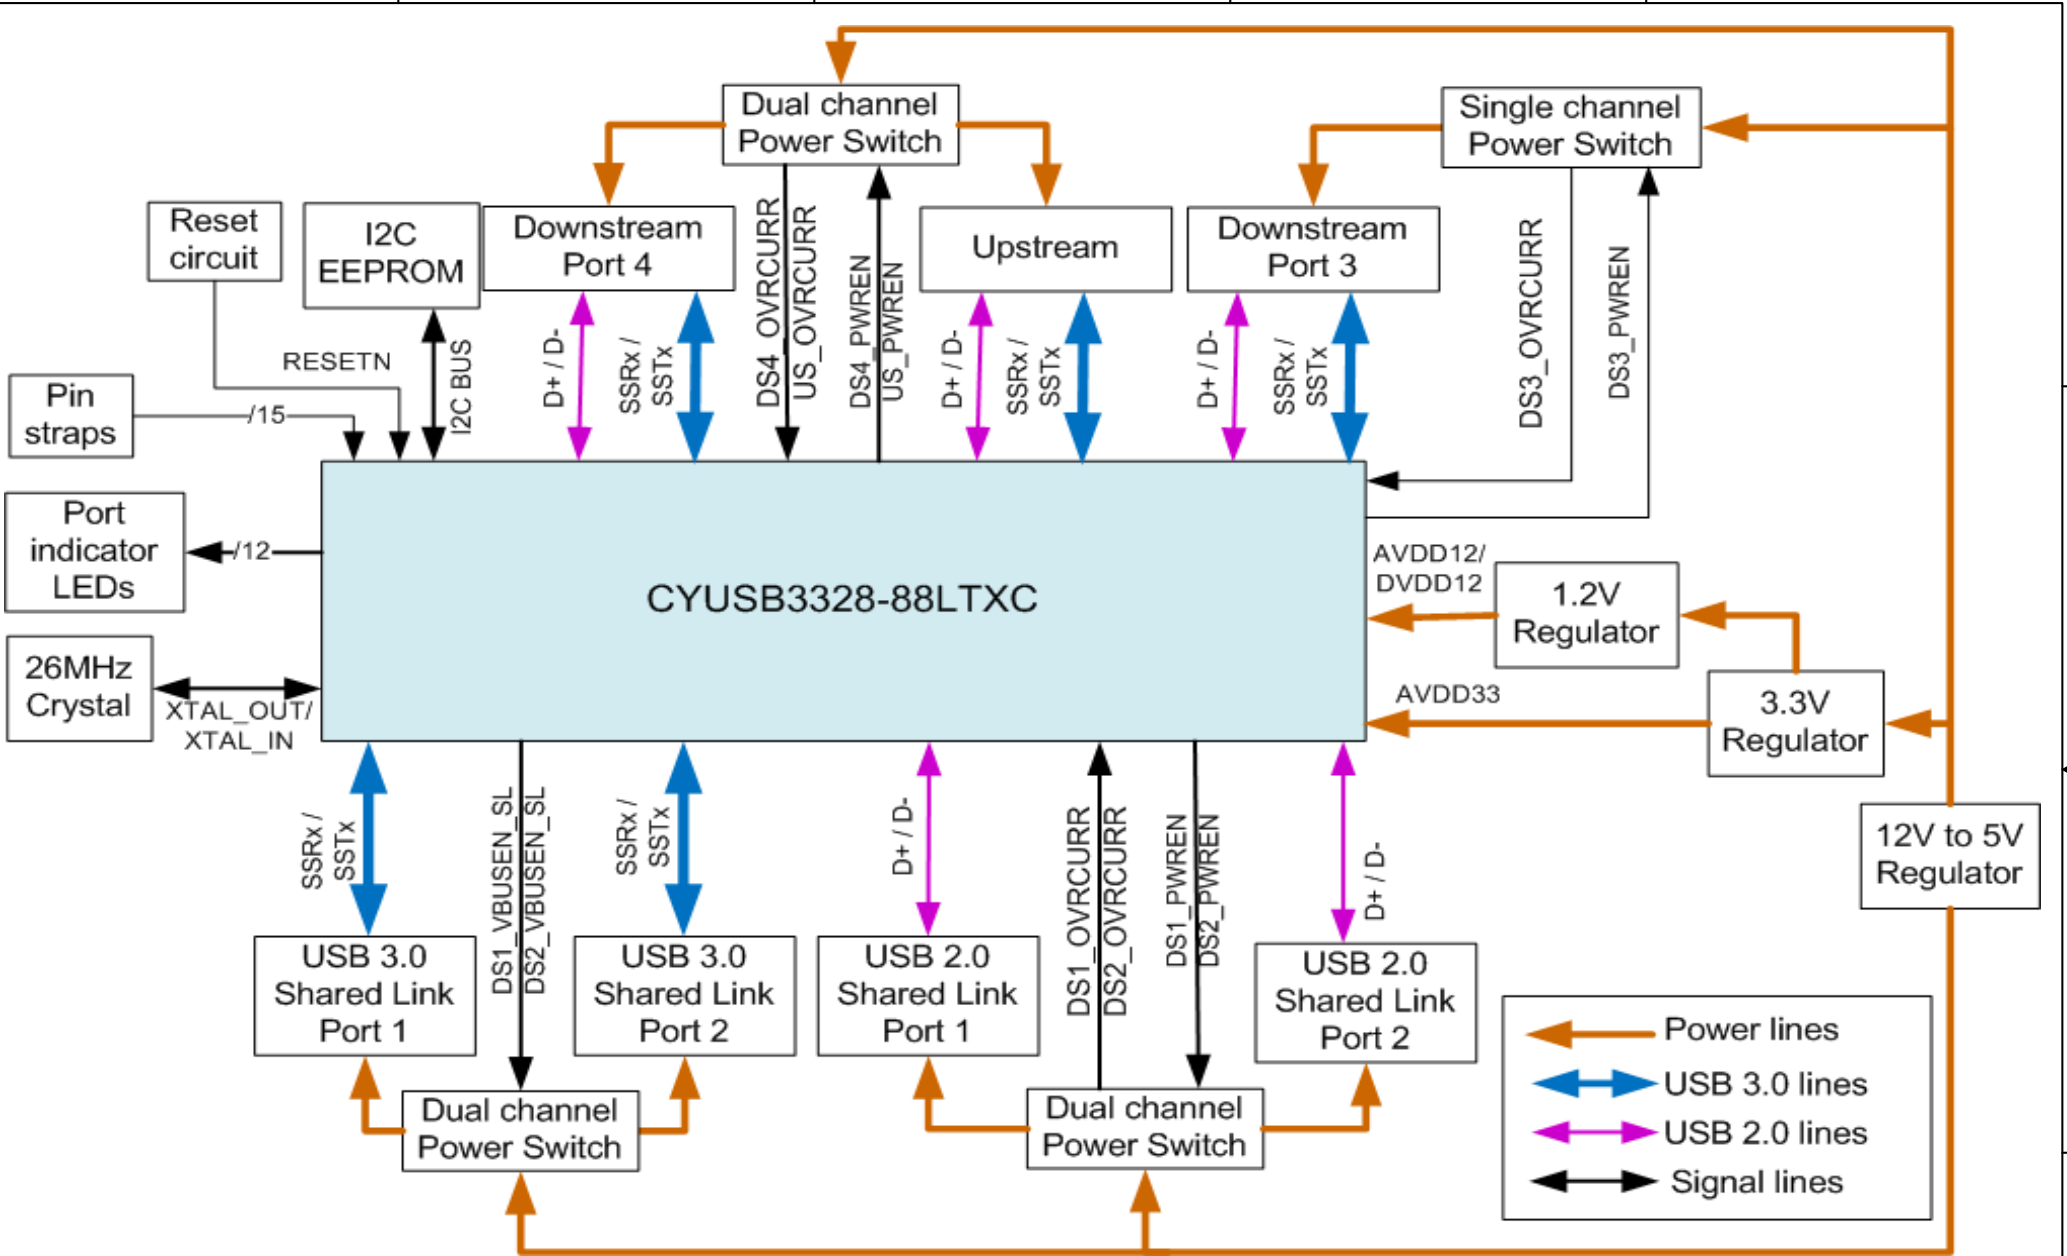 Dual channel
Power Switch
Single channel
Power Switch
Reset
circuit
I2C
EEPROM
Downstream
Port 4
DS4_OVRCURR
US_OVRCURR
DS4_PWREN
US_PWREN
Upstream
Downstream
Port 3
DS3_OVRCURR
DS3_PWREN
RESETN
I2C BUS
D+ / D-
SSRx /
SSTx
D+ / D-
SSRx /
SSTx
D+ / D-
SSRx /
SSTx
Pin
straps
/15
Port
indicator
LEDs
/12
CYUSB3328-88LTXC
AVDD12/
DVDD12
1.2V
Regulator
26MHz
Crystal
XTAL_OUT/
XTAL_IN
AVDD33
3.3V
Regulator
12V to 5V
Regulator
SSRx /
SSTx
DS1_VBUSEN_SL
DS2_VBUSEN_SL
SSRx /
SSTx
D+ / D-
DS1_OVRCURR
DS2_OVRCURR
DS1_PWREN
DS2_PWREN
D+ / D-
USB 3.0
Shared Link
Port 1
USB 3.0
Shared Link
Port 2
USB 2.0
Shared Link
Port 1
USB 2.0
Shared Link
Port 2
Dual channel
Power Switch
Dual channel
Power Switch
Power lines
USB 3.0 lines
USB 2.0 lines
Signal lines